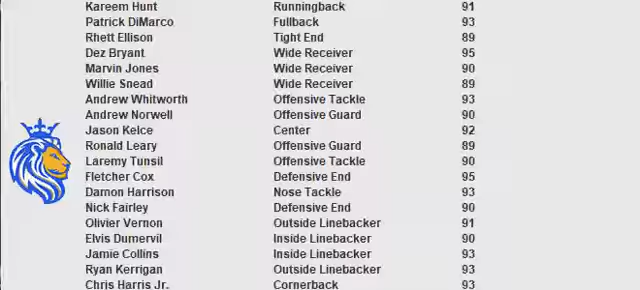 Kareem Hunt Runningback 91
Patrick DiMarco Fullback 93
Rhett Ellison Tight End 89
Dez Bryant Wide Receiver 95
Marvin Jones Wide Receiver 90
Willie Snead Wide Receiver 89
Andrew Whitworth Offensive Tackle 93
Andrew Norwell Offensive Guard 90
Jason Kelce Center 92
Ronald Leary Offensive Guard 89
Laremy Tunsil Offensive Tackle 90
Fletcher Cox Defensive End 95
Damon Harrison Nose Tackle 93
Nick Fairley Defensive End 90
Olivier Vernon Outside Linebacker 91
Elvis Dumervil Inside Linebacker 90
Jamie Collins Inside Linebacker 93
Ryan Kerrigan Outside Linebacker 93
Chris Harris Jr. Cornerback 93